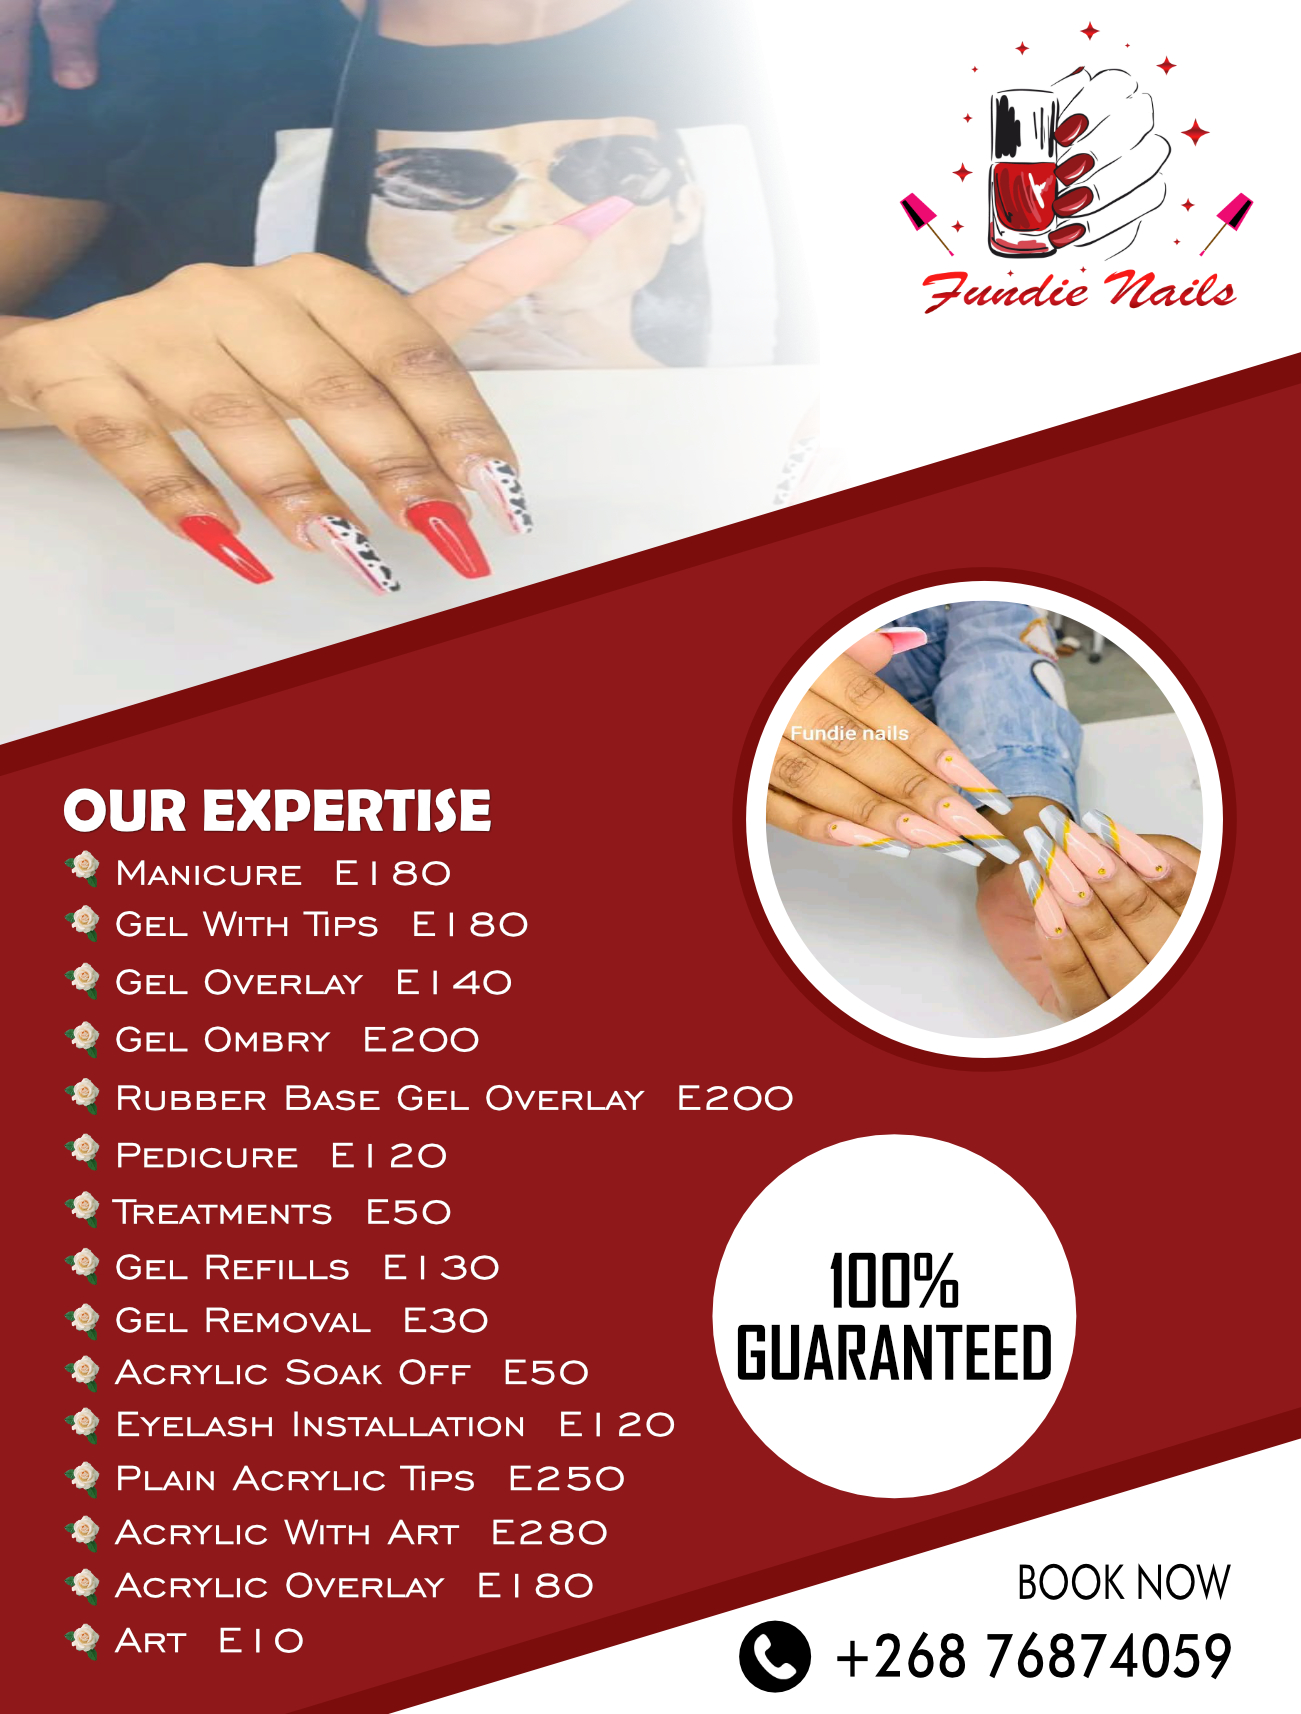 Fundie Nails
Fundie nails
OUR EXPERTISE
MANICURE E180
GEL WITH TIPS E180
GEL OVERLAY E140
GEL OMBRY E200
RUBBER BASE GEL OVERLAY E200
PEDICURE E120
TREATMENTS E50
GEL REFILLS E130
GEL REMOVAL E30
ACRYLIC SOAK OFF E50
EYELASH INSTALLATION E120
PLAIN ACRYLIC TIPS E250
ACRYLIC WITH ART E280
ACRYLIC OVERLAY E180
ART E10
100%
GUARANTEED
BOOK NOW
+268 76874059